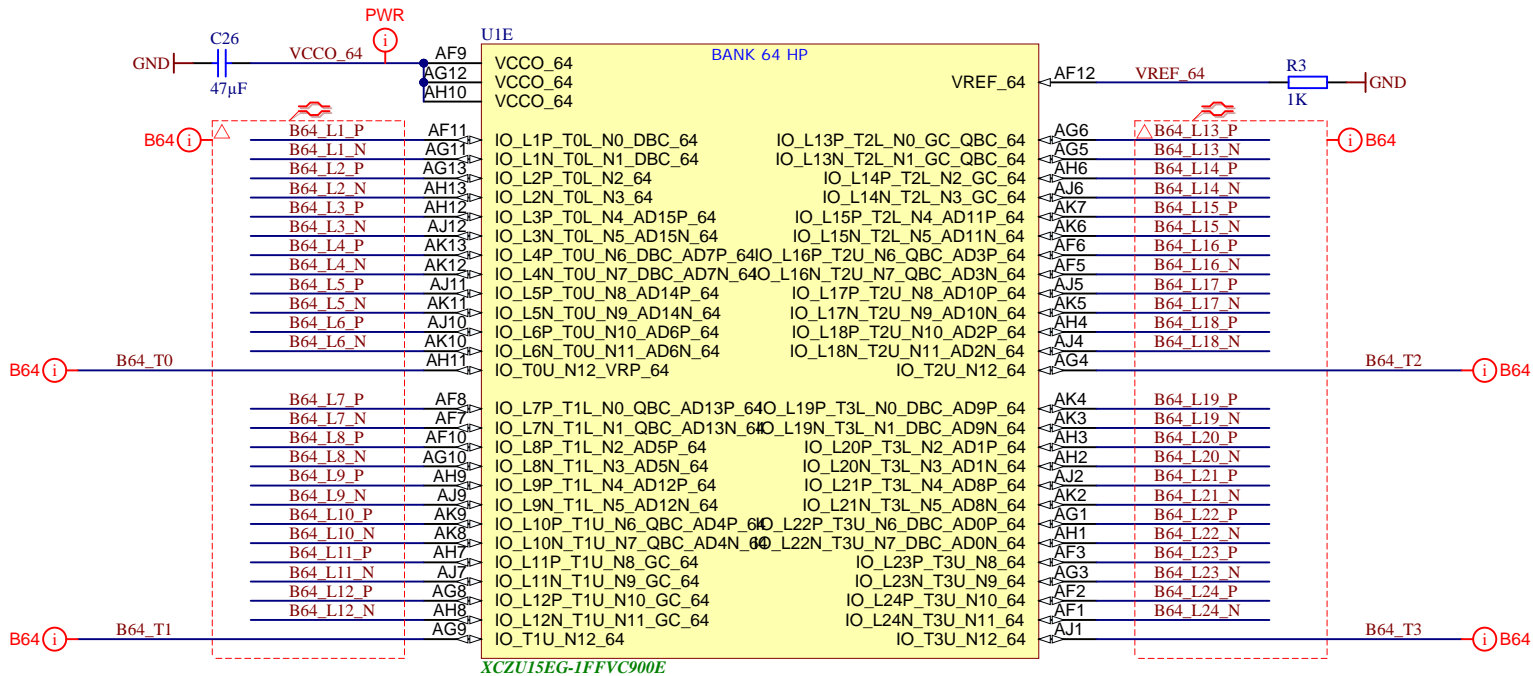 PWR
C26
GND
VCCO_64
47µF
U1E
BANK 64 HP
AF9 VCCO_64
AG12 VCCO_64
AH10 VCCO_64
VREF_64 AF12 VREF_64
R3
1K
GND
B64
B64_L1_P AF11 IO_L1P_T0L_N0_DBC_64
B64_L1_N AG11 IO_L1N_T0L_N1_DBC_64
B64_L2_P AG13 IO_L2P_T0L_N2_64
B64_L2_N AH13 IO_L2N_T0L_N3_64
B64_L3_P AH12 IO_L3P_T0L_N4_AD15P_64
B64_L3_N AJ12 IO_L3N_T0L_N5_AD15N_64
B64_L4_P AK13 IO_L4P_T0U_N6_DBC_AD7P_64
B64_L4_N AK12 IO_L4N_T0U_N7_DBC_AD7N_64
B64_L5_P AJ11 IO_L5P_T0U_N8_AD14P_64
B64_L5_N AK11 IO_L5N_T0U_N9_AD14N_64
B64_L6_P AJ10 IO_L6P_T0U_N10_AD6P_64
B64_L6_N AK10 IO_L6N_T0U_N11_AD6N_64
B64 B64_T0 AH11 IO_T0U_N12_VRP_64
B64_L7_P AF8 IO_L7P_T1L_N0_QBC_AD13P_64
B64_L7_N AF7 IO_L7N_T1L_N1_QBC_AD13N_64
B64_L8_P AF10 IO_L8P_T1L_N2_AD5P_64
B64_L8_N AG10 IO_L8N_T1L_N3_AD5N_64
B64_L9_P AH9 IO_L9P_T1L_N4_AD12P_64
B64_L9_N AJ9 IO_L9N_T1L_N5_AD12N_64
B64_L10_P AK9 IO_L10P_T1U_N6_QBC_AD4P_64
B64_L10_N AK8 IO_L10N_T1U_N7_QBC_AD4N_64
B64_L11_P AH7 IO_L11P_T1U_N8_GC_64
B64_L11_N AJ7 IO_L11N_T1U_N9_GC_64
B64_L12_P AG8 IO_L12P_T1U_N10_GC_64
B64_L12_N AH8 IO_L12N_T1U_N11_GC_64
B64 B64_T1 AG9 IO_T1U_N12_64
IO_L13P_T2L_N0_GC_QBC_64 AG6 B64_L13_P
B64
IO_L13N_T2L_N1_GC_QBC_64 AG5 B64_L13_N
IO_L14P_T2L_N2_GC_64 AH6 B64_L14_P
IO_L14N_T2L_N3_GC_64 AJ6 B64_L14_N
IO_L15P_T2L_N4_AD11P_64 AK7 B64_L15_P
IO_L15N_T2L_N5_AD11N_64 AK6 B64_L15_N
IO_L16P_T2U_N6_QBC_AD3P_64 AF6 B64_L16_P
IO_L16N_T2U_N7_QBC_AD3N_64 AF5 B64_L16_N
IO_L17P_T2U_N8_AD10P_64 AJ5 B64_L17_P
IO_L17N_T2U_N9_AD10N_64 AK5 B64_L17_N
IO_L18P_T2U_N10_AD2P_64 AH4 B64_L18_P
IO_L18N_T2U_N11_AD2N_64 AJ4 B64_L18_N
IO_T2U_N12_64 AG4 B64_T2 B64
IO_L19P_T3L_N0_DBC_AD9P_64 AK4 B64_L19_P
IO_L19N_T3L_N1_DBC_AD9N_64 AK3 B64_L19_N
IO_L20P_T3L_N2_AD1P_64 AH3 B64_L20_P
IO_L20N_T3L_N3_AD1N_64 AH2 B64_L20_N
IO_L21P_T3L_N4_AD8P_64 AJ2 B64_L21_P
IO_L21N_T3L_N5_AD8N_64 AK2 B64_L21_N
IO_L22P_T3U_N6_DBC_AD0P_64 AG1 B64_L22_P
IO_L22N_T3U_N7_DBC_AD0N_64 AH1 B64_L22_N
IO_L23P_T3U_N8_64 AF3 B64_L23_P
IO_L23N_T3U_N9_64 AG3 B64_L23_N
IO_L24P_T3U_N10_64 AF2 B64_L24_P
IO_L24N_T3U_N11_64 AF1 B64_L24_N
IO_T3U_N12_64 AJ1 B64_T3 B64
XCZU15EG-1FFVC900E